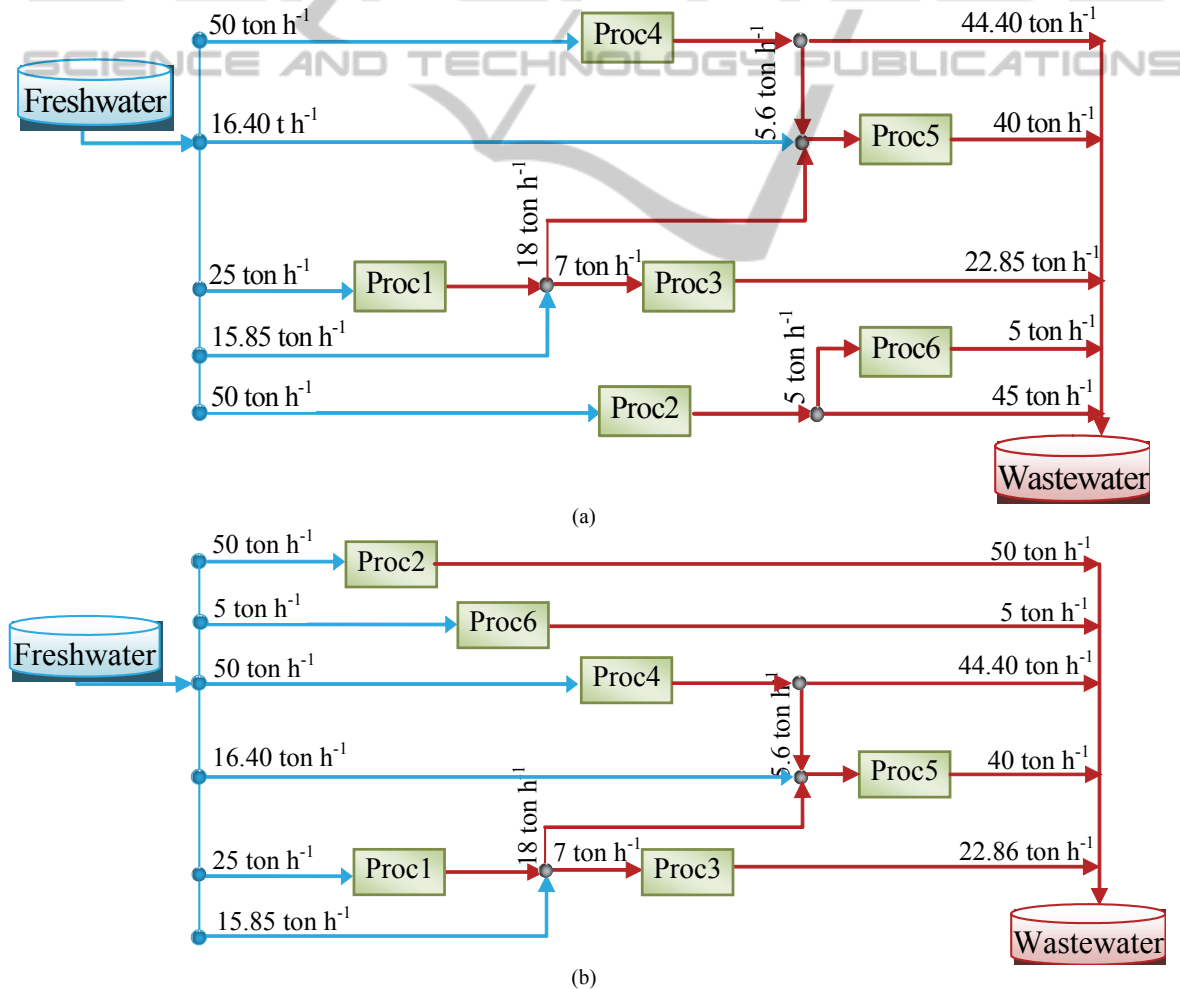 SCIENCE AND TECHNOLOGY PUBLICATIONS
50 ton h⁻¹
Proc4
44.40 ton h⁻¹
Freshwater
5.6 ton h⁻¹
16.40 t h⁻¹
Proc5
40 ton h⁻¹
18 ton h⁻¹
25 ton h⁻¹
Proc1
7 ton h⁻¹
Proc3
22.85 ton h⁻¹
15.85 ton h⁻¹
5 ton h⁻¹
Proc6
5 ton h⁻¹
50 ton h⁻¹
Proc2
45 ton h⁻¹
Wastewater
(a)
50 ton h⁻¹
Proc2
50 ton h⁻¹
5 ton h⁻¹
Proc6
5 ton h⁻¹
Freshwater
50 ton h⁻¹
Proc4
44.40 ton h⁻¹
5.6 ton h⁻¹
16.40 ton h⁻¹
Proc5
40 ton h⁻¹
18 ton h⁻¹
25 ton h⁻¹
Proc1
7 ton h⁻¹
Proc3
22.86 ton h⁻¹
15.85 ton h⁻¹
Wastewater
(b)